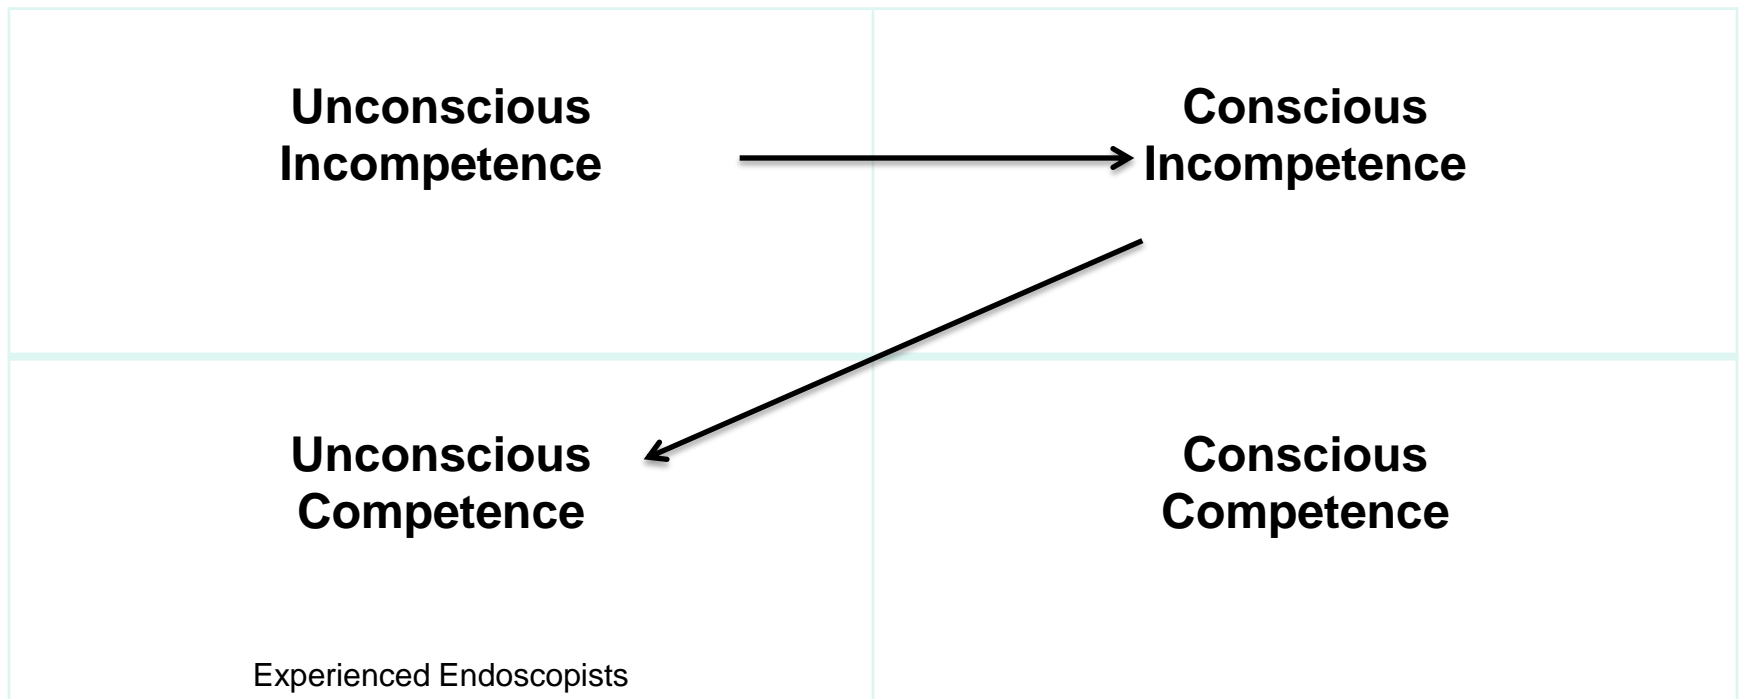 Unconscious
Incompetence
Conscious
Incompetence
Unconscious
Competence
Experienced Endoscopists
Conscious
Competence